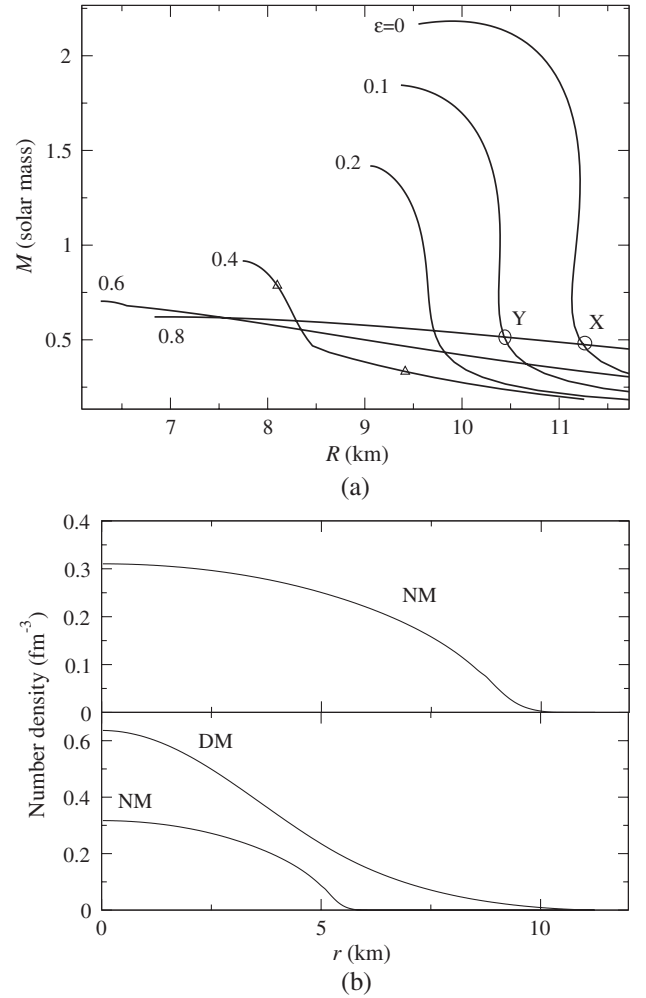 2
1.5
1
0.5
M (solar mass)
ε=0
0.1
0.2
0.4
0.6
0.8
Y
X
7 8 9 10 11
R (km)
(a)
0.4
0.3
0.2
0.1
0
NM
0.6
0.4
0.2
0
DM
NM
Number density (fm-3)
0 5 10
r (km)
(b)